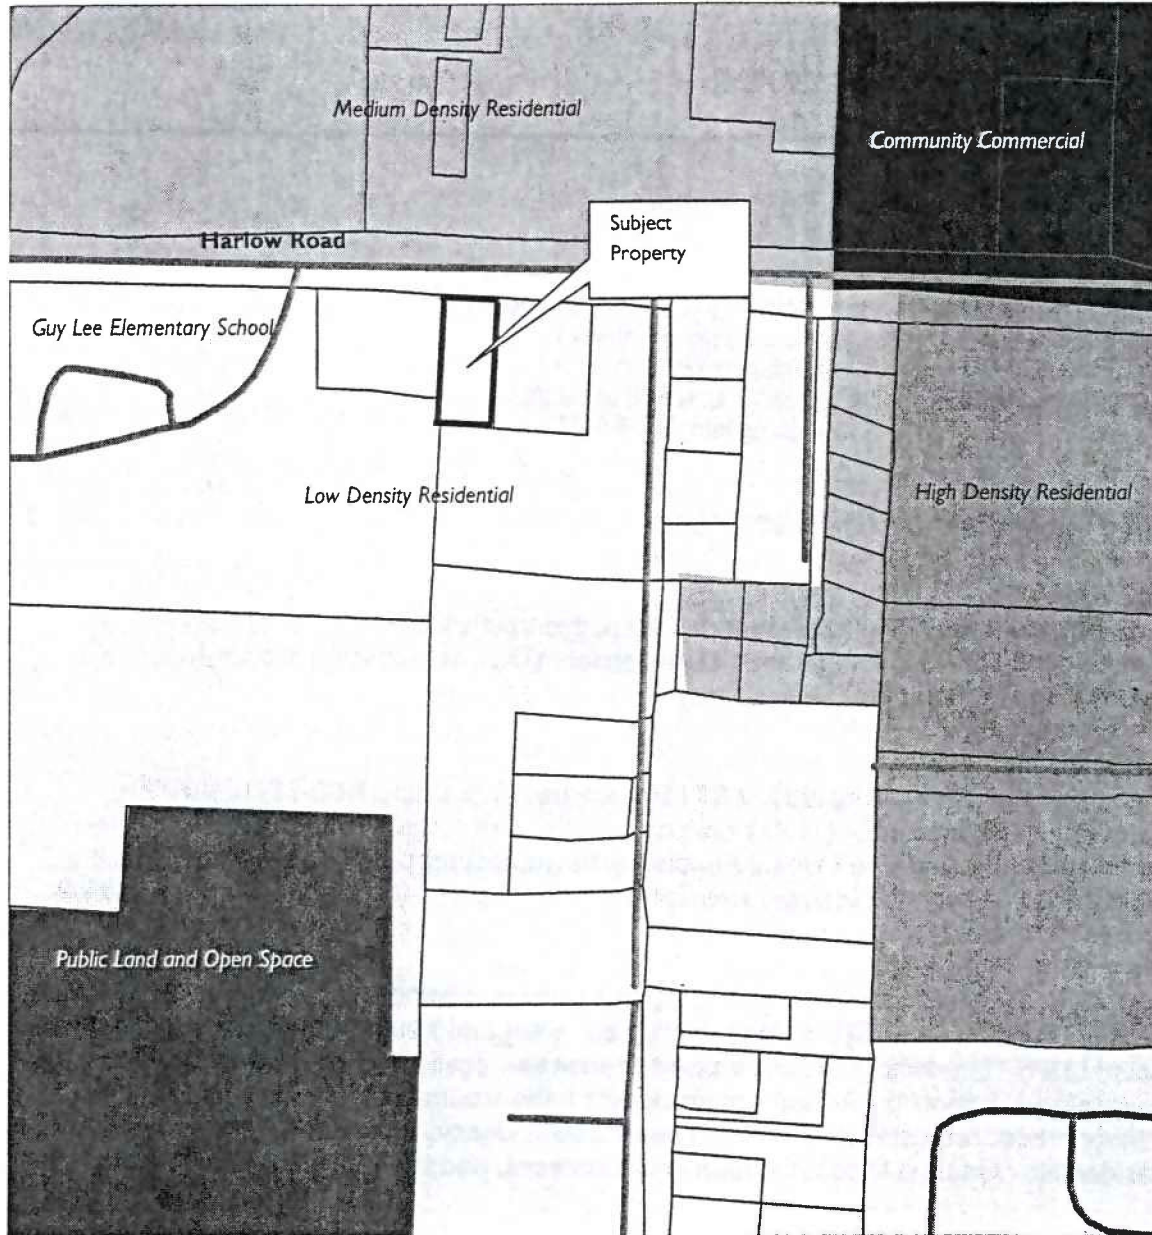 Medium Density Residential
Community Commercial
Subject
Property
Harlow Road
Guy Lee Elementary School
Low Density Residential
High Density Residential
Public Land and Open Space